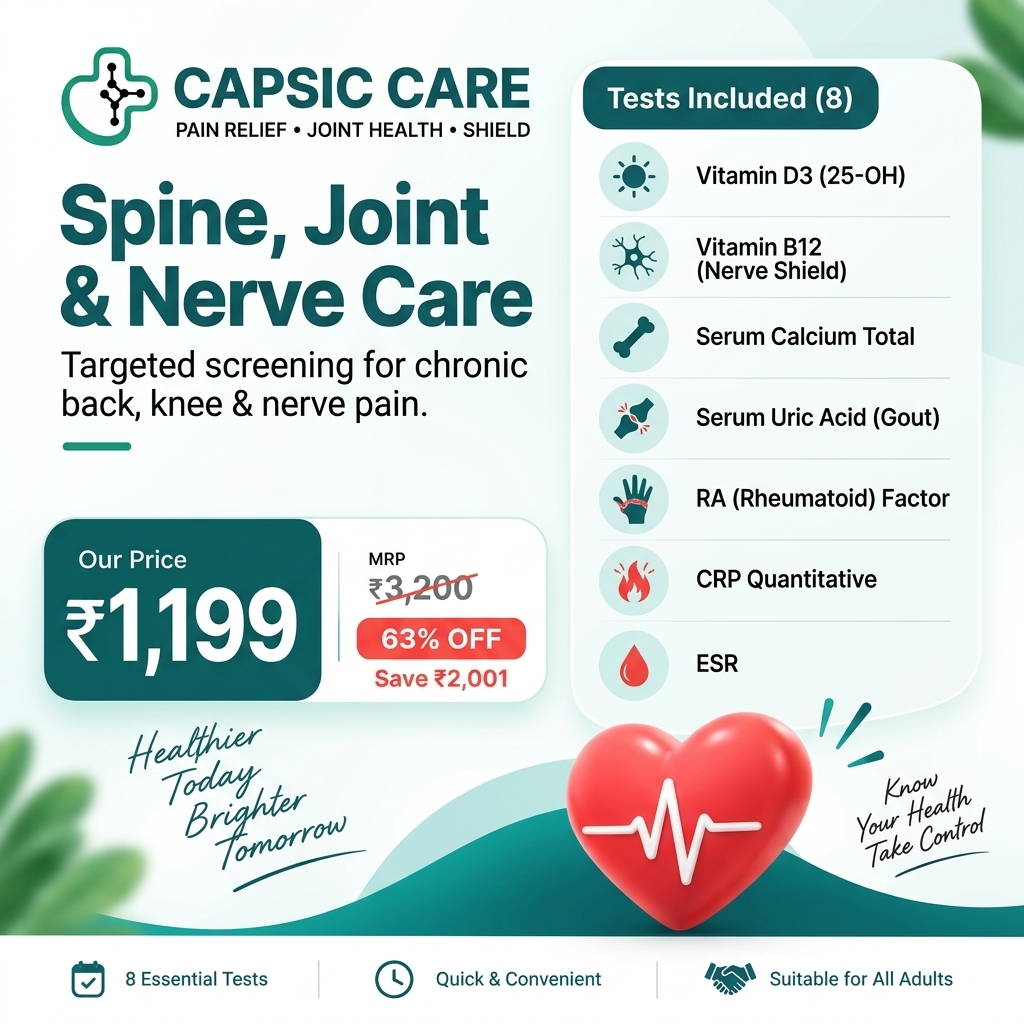 CAPSIC CARE
PAIN RELIEF • JOINT HEALTH • SHIELD
Spine, Joint
& Nerve Care
Targeted screening for chronic
back, knee & nerve pain.
Our Price
₹1,199
MRP
₹3,200
63% OFF
Save ₹2,001
Healthier
Today
Brighter
Tomorrow
Tests Included (8)
Vitamin D3 (25-OH)
Vitamin B12
(Nerve Shield)
Serum Calcium Total
Serum Uric Acid (Gout)
RA (Rheumatoid) Factor
CRP Quantitative
ESR
Know
Your Health
Take Control
8 Essential Tests
Quick & Convenient
Suitable for All Adults